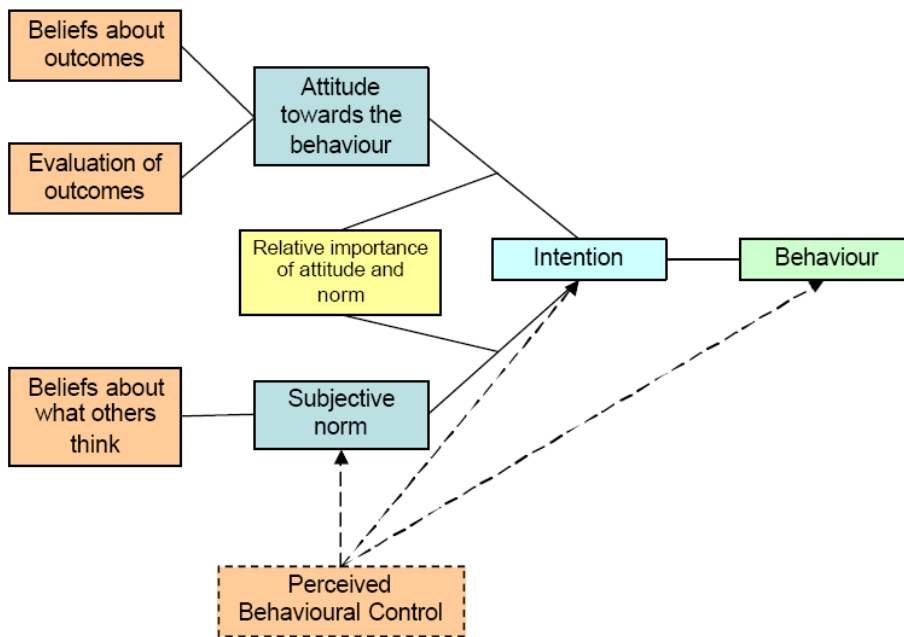 Beliefs about
outcomes
Attitude
towards the
behaviour
Evaluation of
outcomes
Relative importance
of attitude and
norm
Intention
Behaviour
Beliefs about
what others
think
Subjective
norm
Perceived
Behavioural Control